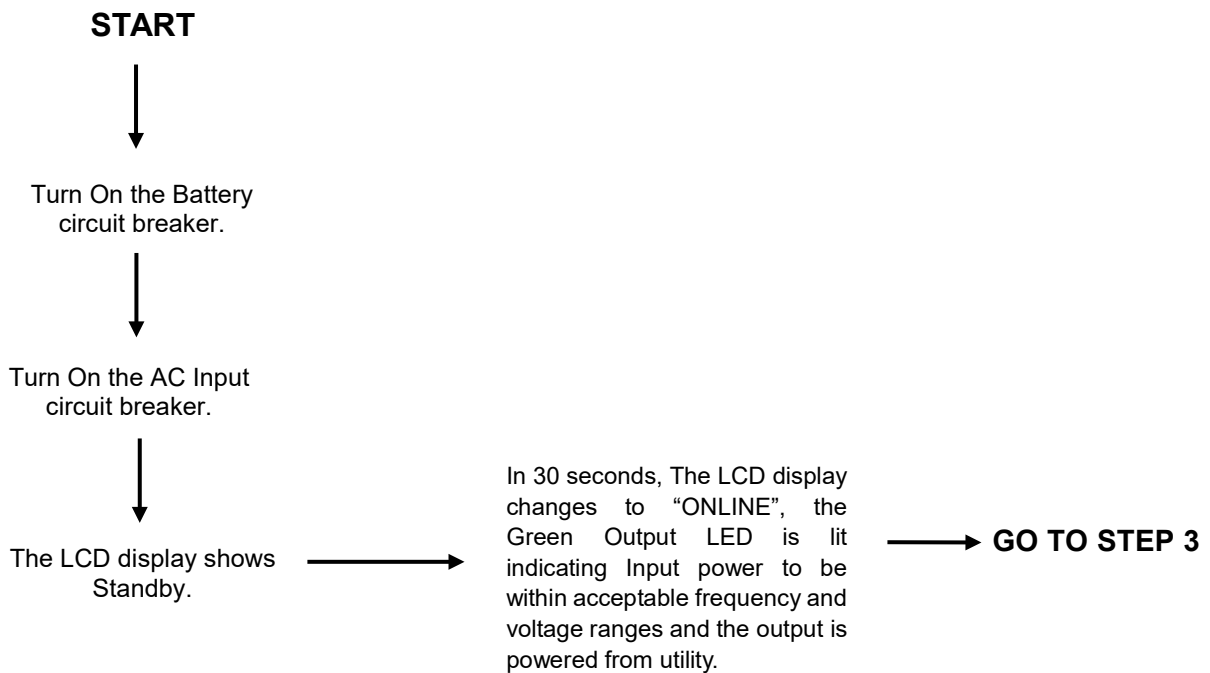 START
Turn On the Battery
circuit breaker.
Turn On the AC Input
circuit breaker.
The LCD display shows
Standby.
In 30 seconds, The LCD display
changes to “ONLINE”, the
Green Output LED is lit
indicating Input power to be
within acceptable frequency and
voltage ranges and the output is
powered from utility.
GO TO STEP 3